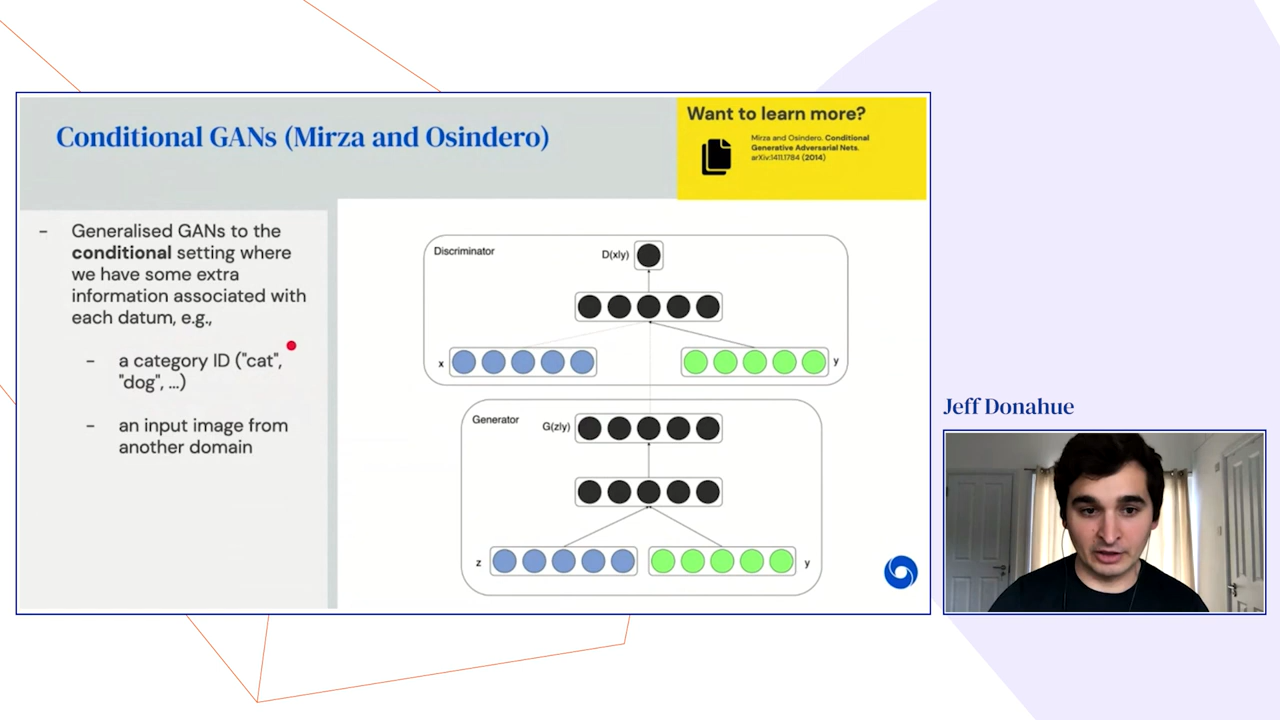 Conditional GANs (Mirza and Osindero)
Want to learn more?
Mirza and Osindero. Conditional
Generative Adversarial Nets.
arXiv:1411.1784 (2014)
- Generalised GANs to the
conditional setting where
we have some extra
information associated with
each datum, e.g.,
- a category ID ("cat",
"dog", ...)
- an input image from
another domain
Discriminator
D(x|y)
x
y
Generator
G(z|y)
z
y
Jeff Donahue